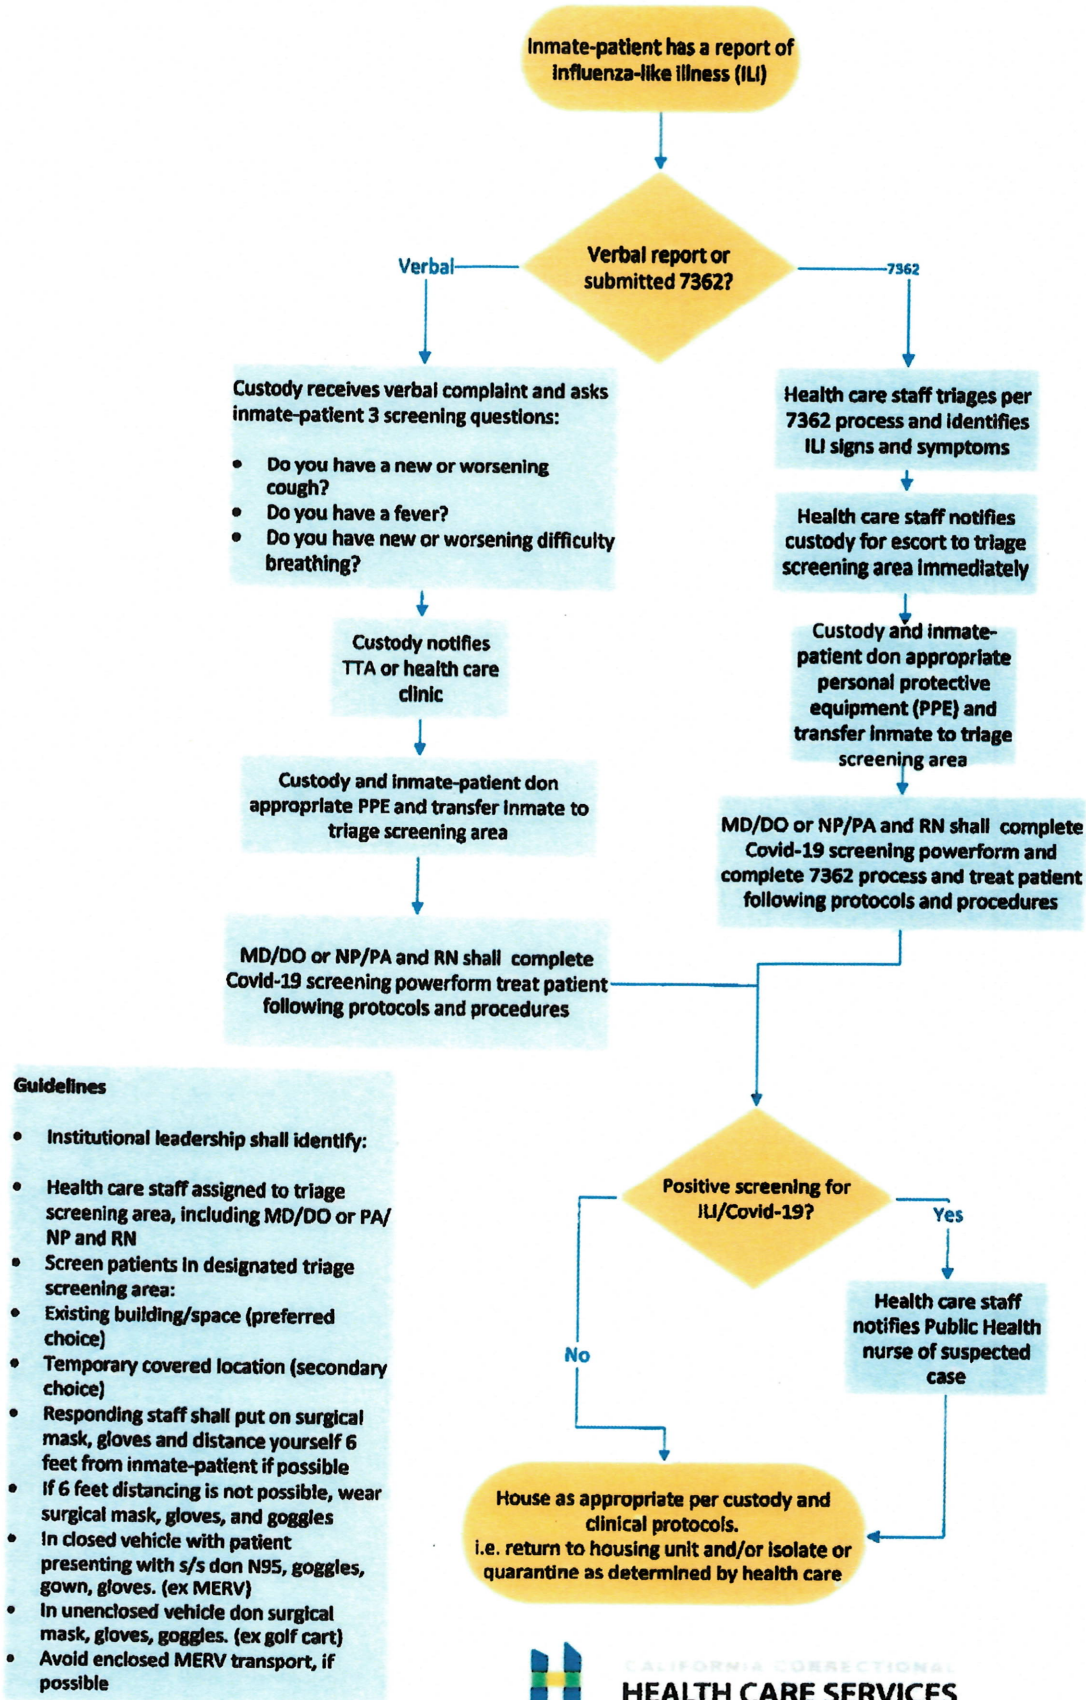 Inmate-patient has a report of
influenza-like illness (ILI)
Verbal report or
submitted 7362?
Verbal
7362
Custody receives verbal complaint and asks
inmate-patient 3 screening questions:
• Do you have a new or worsening
cough?
• Do you have a fever?
• Do you have new or worsening difficulty
breathing?
Custody notifies
TTA or health care
clinic
Custody and inmate-patient don
appropriate PPE and transfer inmate to
triage screening area
MD/DO or NP/PA and RN shall complete
Covid-19 screening powerform treat patient
following protocols and procedures
Health care staff triages per
7362 process and identifies
ILI signs and symptoms
Health care staff notifies
custody for escort to triage
screening area immediately
Custody and inmate-
patient don appropriate
personal protective
equipment (PPE) and
transfer inmate to triage
screening area
MD/DO or NP/PA and RN shall complete
Covid-19 screening powerform and
complete 7362 process and treat patient
following protocols and procedures
Positive screening for
ILI/Covid-19?
Yes
No
Health care staff
notifies Public Health
nurse of suspected
case
House as appropriate per custody and
clinical protocols.
i.e. return to housing unit and/or isolate or
quarantine as determined by health care
Guidelines
• Institutional leadership shall identify:
• Health care staff assigned to triage
screening area, including MD/DO or PA/
NP and RN
• Screen patients in designated triage
screening area:
• Existing building/space (preferred
choice)
• Temporary covered location (secondary
choice)
• Responding staff shall put on surgical
mask, gloves and distance yourself 6
feet from inmate-patient if possible
• If 6 feet distancing is not possible, wear
surgical mask, gloves, and goggles
• In closed vehicle with patient
presenting with s/s don N95, goggles,
gown, gloves. (ex MERV)
• In unenclosed vehicle don surgical
mask, gloves, goggles. (ex golf cart)
• Avoid enclosed MERV transport, if
possible
CALIFORNIA CORRECTIONAL
HEALTH CARE SERVICES